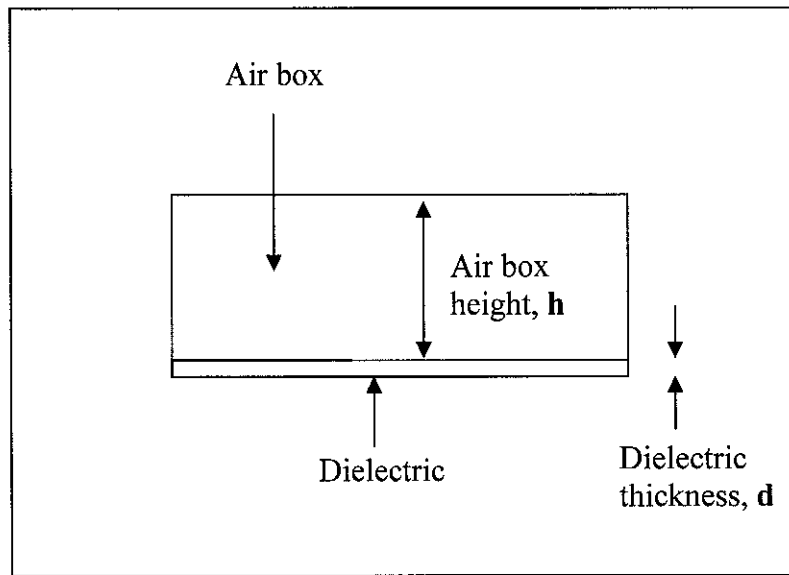 Air box
Air box
height, h
Dielectric
Dielectric
thickness, d